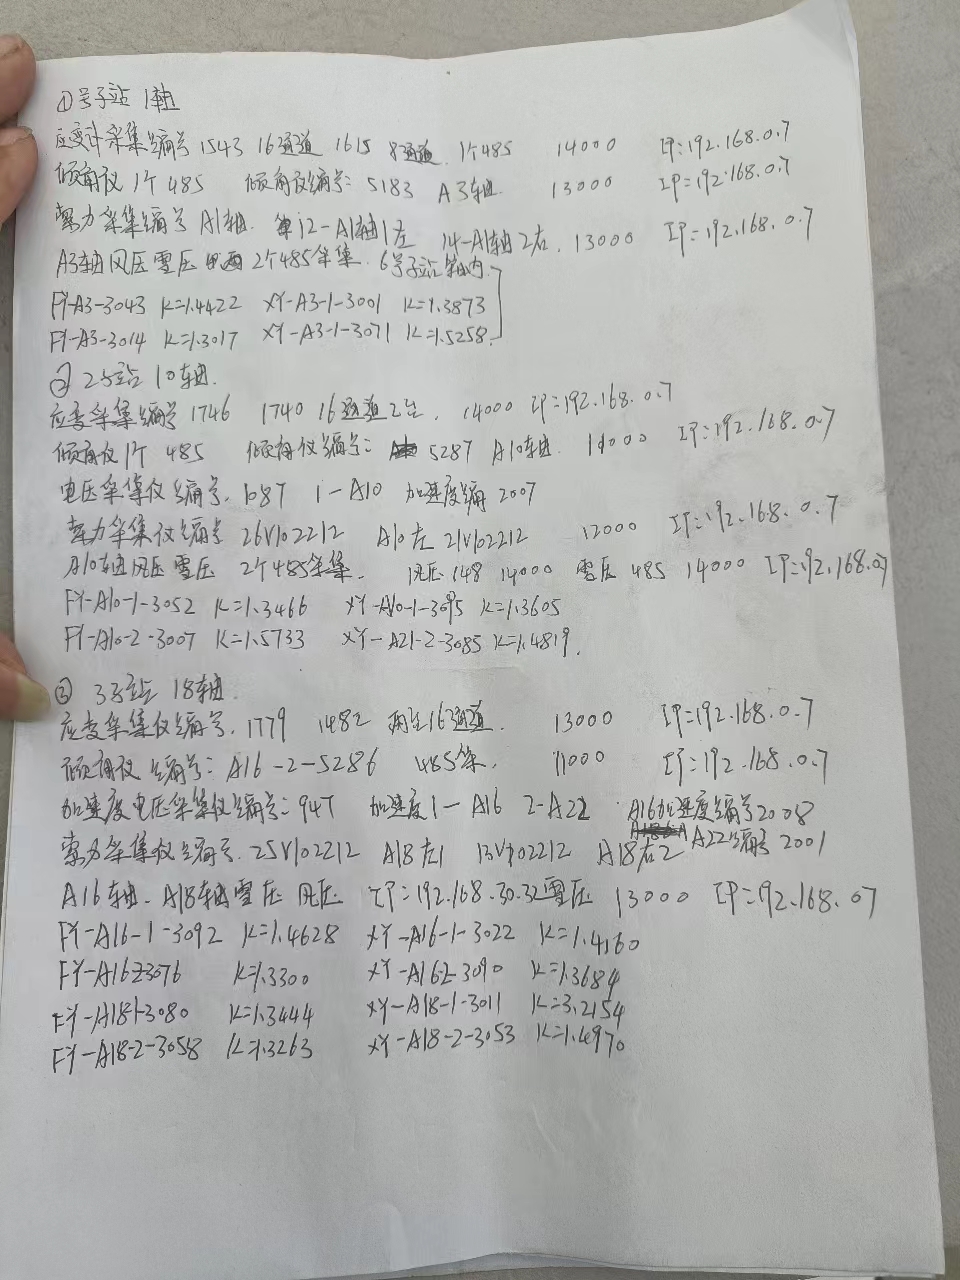 ①号子站 1轴
应变计采集编号 1543 16通道 1615 8通道. 1个485 14000 IP:192.168.0.7
倾角仪 1个485 倾角仪编号: 5183 A3轴. 13000 IP=192.168.0.7
索力采集编号 A1轴. 12-A1轴1左 14-A1轴2右. 13000 IP=192.168.0.7
A3轴风压雪压 2个485采集. 6号子站箱内.
FY-A3-3043 K=1.4422 XY-A3-1-3001 K=1.3873
FY-A3-3014 K=1.3017 XY-A3-1-3071 K=1.5258.
② 2子站 10轴.
应变采集编号 1746 1740 16通道2台. 14000 IP=192.168.0.7
倾角仪1个 485 倾角仪编号: 5287 A10轴. 11000 IP=192.168.0.7
电压采集仪编号. 1087 1-A10 加速度编 2007
索力采集仪编号 26V102212 A10左 21V102212 12000 IP=192.168.0.7
A10轴风压雪压 2个485采集. 风压148 14000 雪压 485 14000 IP=192.168.0.7
FY-A10-1-3052 K=1.3466 XY-A10-1-3095 K=1.3605
FY-A10-2-3007 K=1.5733 XY-A21-2-3085 K=1.4819.
③ 3子站 18轴.
应变采集仪编号. 1779 1482 两台16通道. 13000 IP=192.168.0.7
倾角仪编号: A16-2-5286 485采. 11000 IP=192.168.0.7
加速度电压采集仪编号: 947 加速度1-A16 2-A22 A16加速度编号2008
A22编号 2001
索力采集仪编号. 25V102212 A18左1 13V102212 A18右2
A16轴. A18轴雪压 风压 IP=192.168.30.32雪压 13000 IP=192.168.07
FY-A16-1-3092 K=1.4628 XY-A16-1-3022 K=1.4160
FY-A16-2-3076 K=1.3300 XY-A16-2-3090 K=1.3684
FY-A18-1-3080 K=1.3444 XY-A18-1-3011 K=3.2154
FY-A18-2-3058 K=1.3263 XY-A18-2-3053 K=1.4970